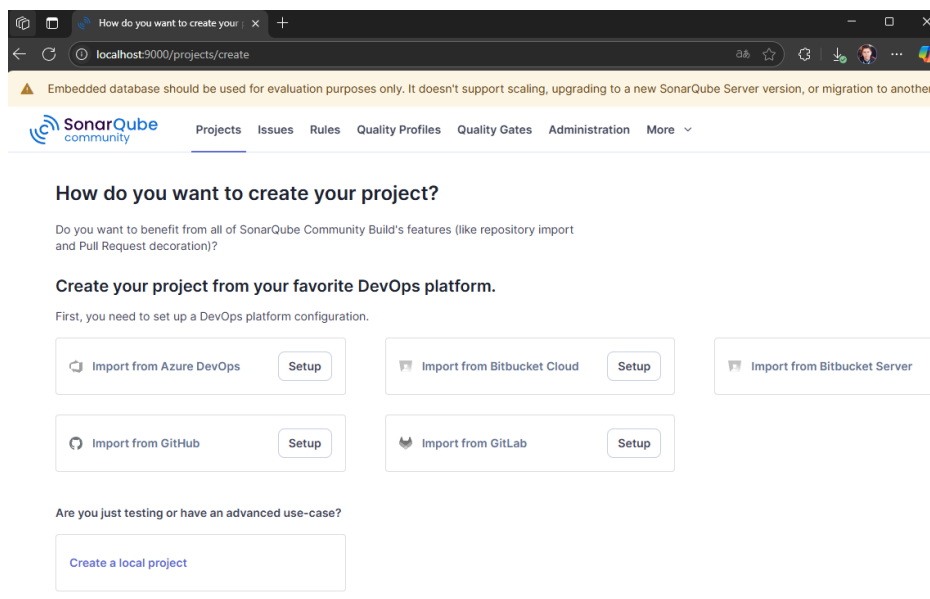 How do you want to create your
localhost:9000/projects/create
Embedded database should be used for evaluation purposes only. It doesn't support scaling, upgrading to a new SonarQube Server version, or migration to another
SonarQube
community
Projects Issues Rules Quality Profiles Quality Gates Administration More
How do you want to create your project?
Do you want to benefit from all of SonarQube Community Build's features (like repository import
and Pull Request decoration)?
Create your project from your favorite DevOps platform.
First, you need to set up a DevOps platform configuration.
Import from Azure DevOps Setup Import from Bitbucket Cloud Setup Import from Bitbucket Server
Import from GitHub Setup Import from GitLab Setup
Are you just testing or have an advanced use-case?
Create a local project